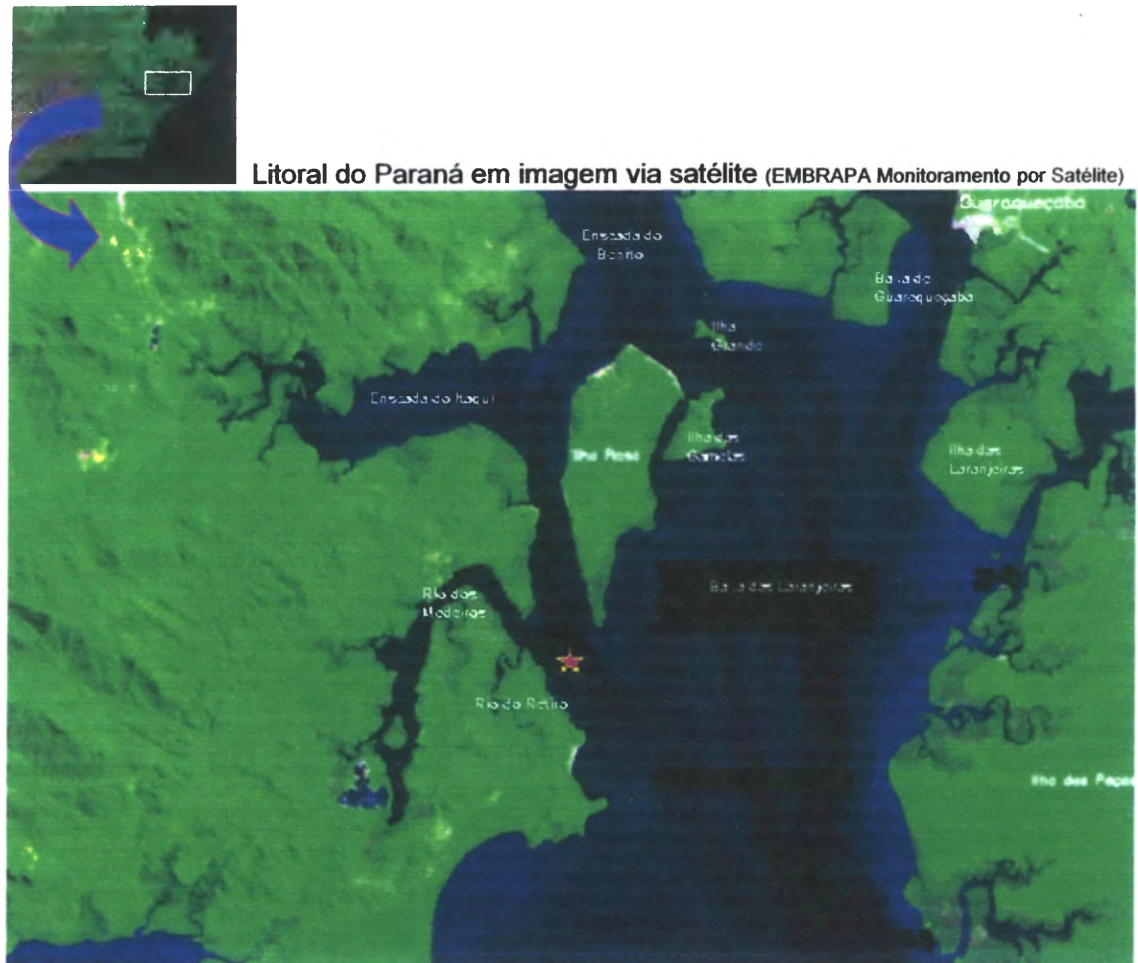 Litoral do Paraná em imagem via satélite (EMBRAPA Monitoramento por Satélite)
Guaraqueçaba
Enseada do
Benito
Baía de
Guaraqueçaba
Ilha
Enseada do Itaqui
Ilha Rasa
Ilha das
Gamelas
Ilha das
Laranjeiras
Baía das Laranjeiras
Rio dos
Medeiros
Rio do Retiro
Ilha das Peças